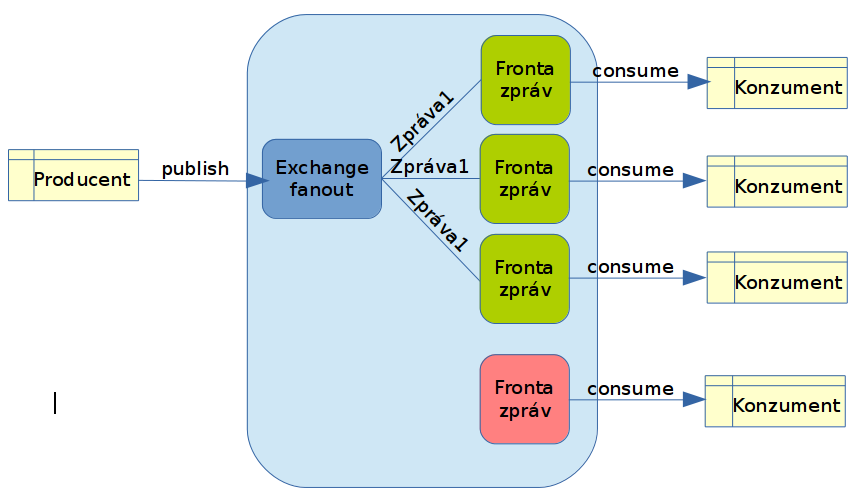 Fronta
zpráv
consume
Konzument
Zpráva1
Producent
publish
Exchange
fanout
Zpráva1
Fronta
zpráv
consume
Konzument
Zpráva1
Fronta
zpráv
consume
Konzument
Fronta
zpráv
consume
Konzument